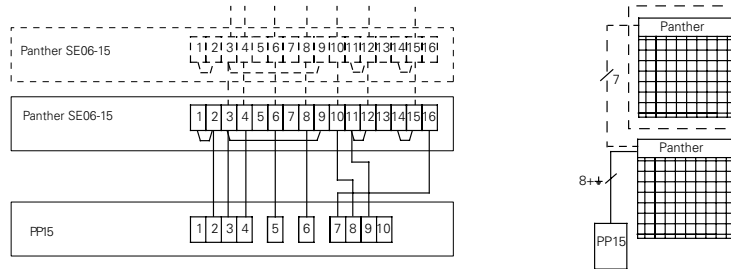 Panther SE06-15 1 2 3 4 5 6 7 8 9 10 11 12 13 14 15 16
Panther SE06-15 1 2 3 4 5 6 7 8 9 10 11 12 13 14 15 16
PP15 1 2 3 4 5 6 7 8 9 10
Panther
7
Panther
8+
PP15